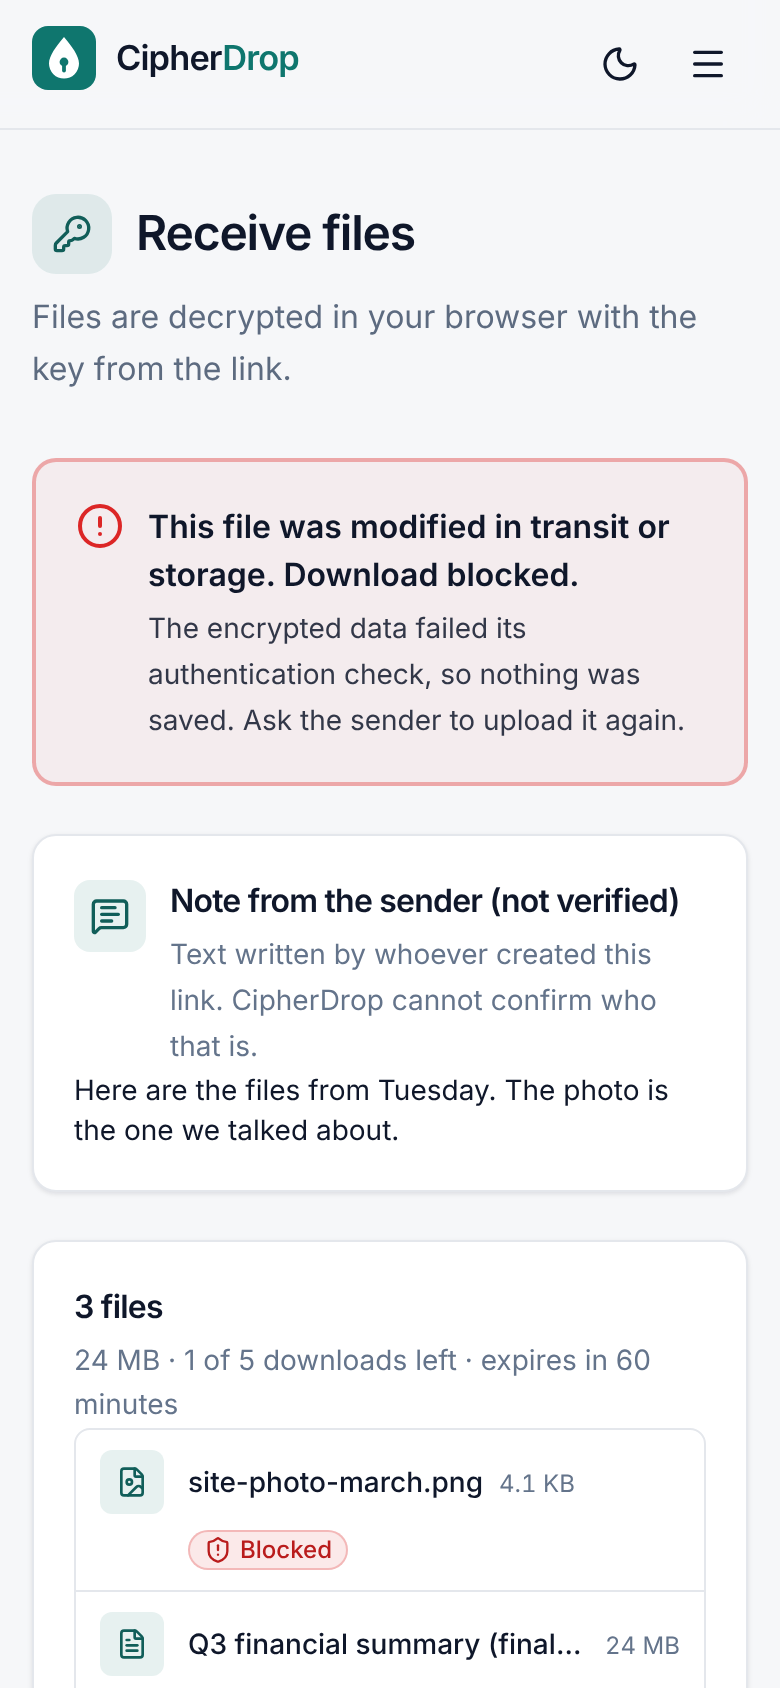 CipherDrop
Receive files
Files are decrypted in your browser with the
key from the link.
This file was modified in transit or
storage. Download blocked.
The encrypted data failed its
authentication check, so nothing was
saved. Ask the sender to upload it again.
Note from the sender (not verified)
Text written by whoever created this
link. CipherDrop cannot confirm who
that is.
Here are the files from Tuesday. The photo is
the one we talked about.
3 files
24 MB · 1 of 5 downloads left · expires in 60
minutes
site-photo-march.png 4.1 KB
Blocked
Q3 financial summary (final... 24 MB